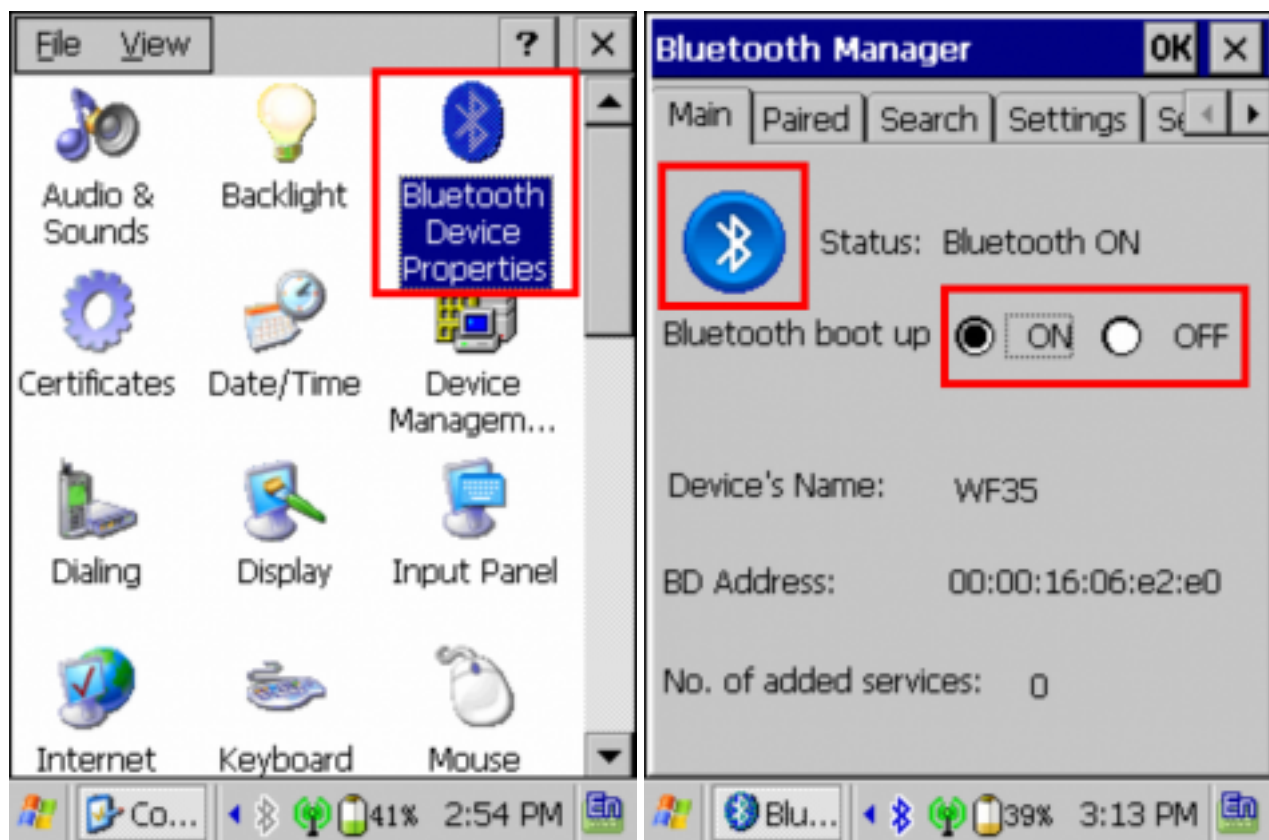 File View ?
Audio & Sounds
Backlight
Bluetooth Device Properties
Certificates
Date/Time
Device Managem...
Dialing
Display
Input Panel
Internet
Keyboard
Mouse
Co... 41% 2:54 PM En
Bluetooth Manager OK
Main Paired Search Settings Se
Status: Bluetooth ON
Bluetooth boot up ON OFF
Device's Name: WF35
BD Address: 00:00:16:06:e2:e0
No. of added services: 0
Blu... 39% 3:13 PM En